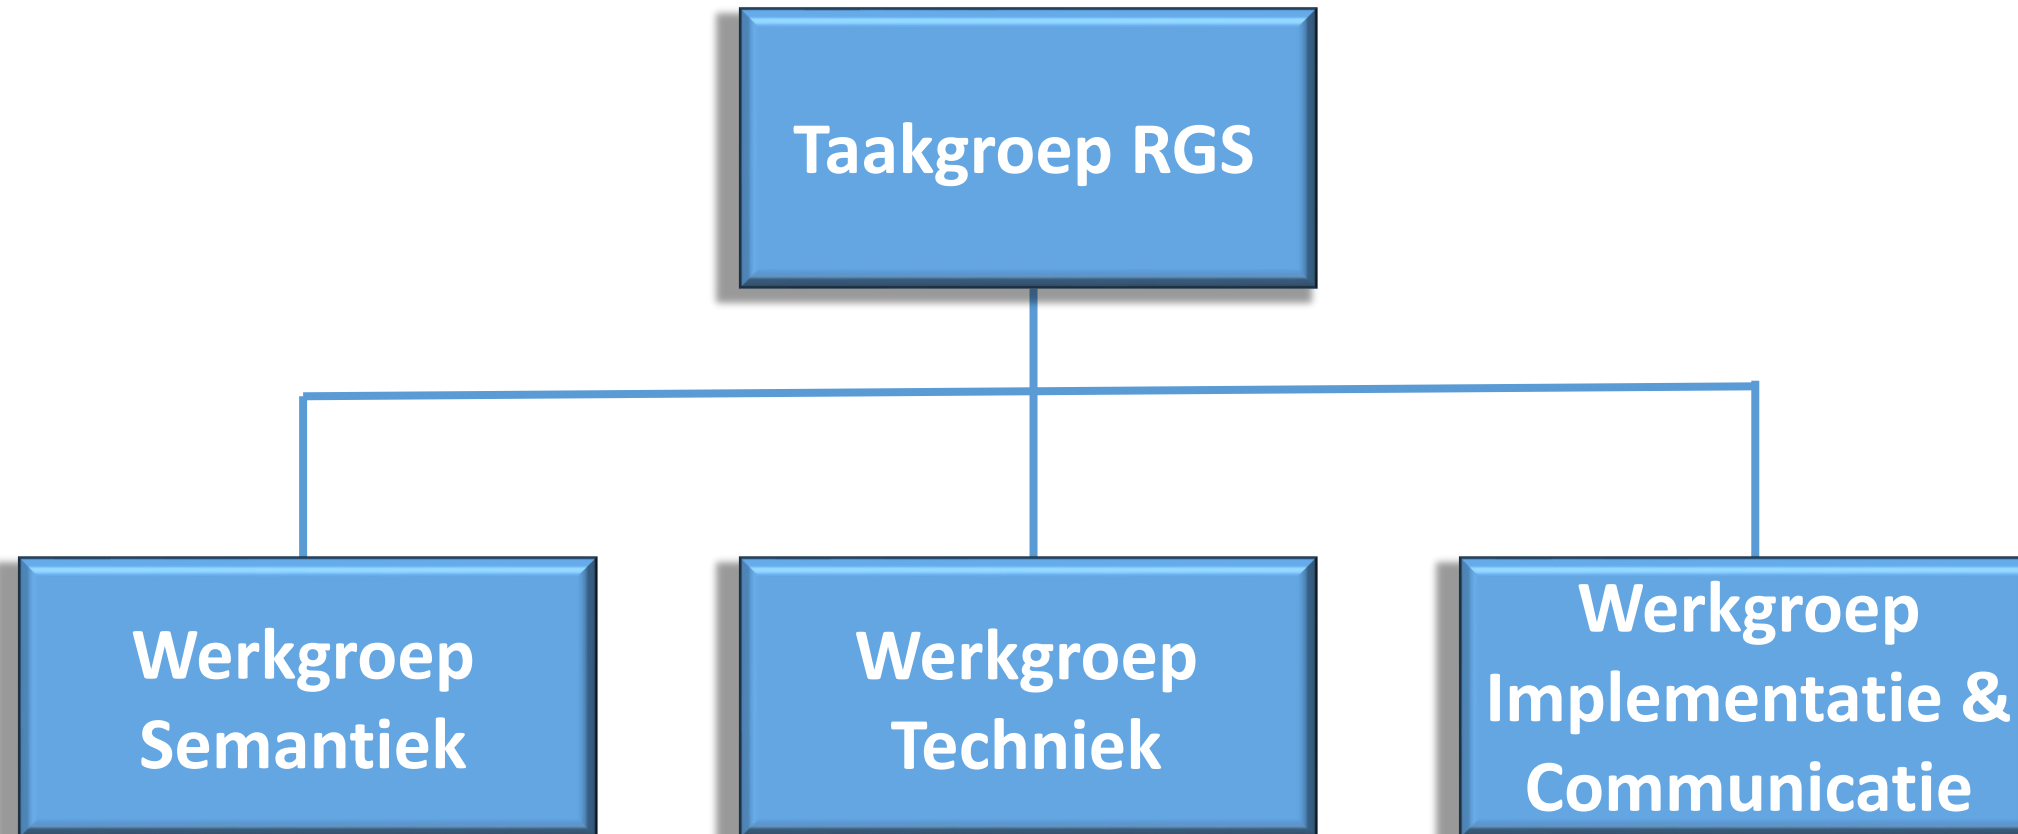 Taakgroep RGS
Werkgroep
Semantiek
Werkgroep
Techniek
Werkgroep
Implementatie &
Communicatie